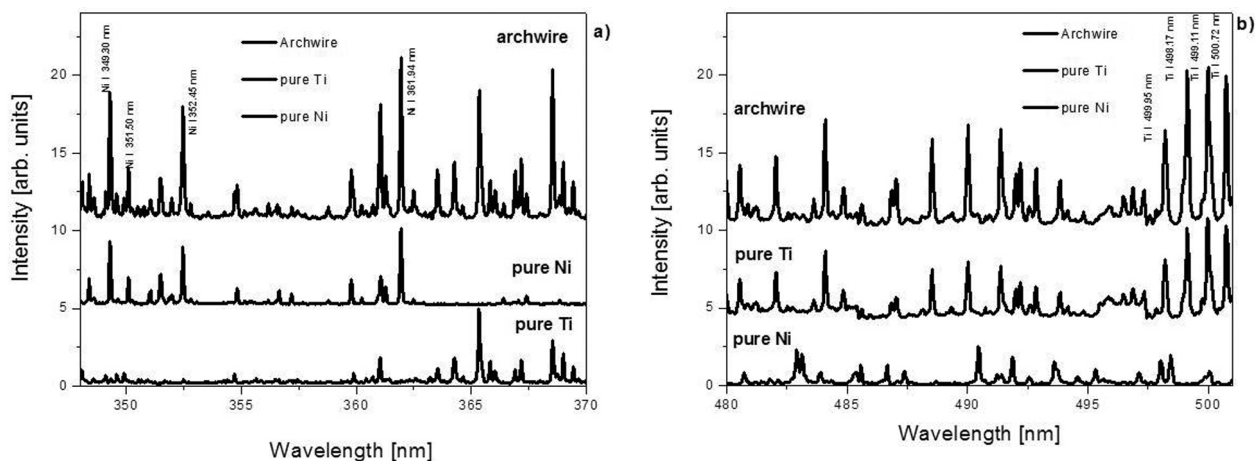 a)
archwire
Archwire
pure Ti
pure Ni
Ni I 349.30 nm
Ni I 351.50 nm
Ni I 352.45 nm
Ni I 361.94 nm
pure Ni
pure Ti
Intensity [arb. units]
20
15
10
5
0
350
355
360
365
370
Wavelength [nm]
b)
Archwire
pure Ti
pure Ni
Ti I 499.95 nm
Ti I 498.17 nm
Ti I 499.11 nm
Ti I 500.72 nm
archwire
pure Ti
pure Ni
Intensity [arb. units]
20
15
10
5
0
480
485
490
495
500
Wavelength [nm]